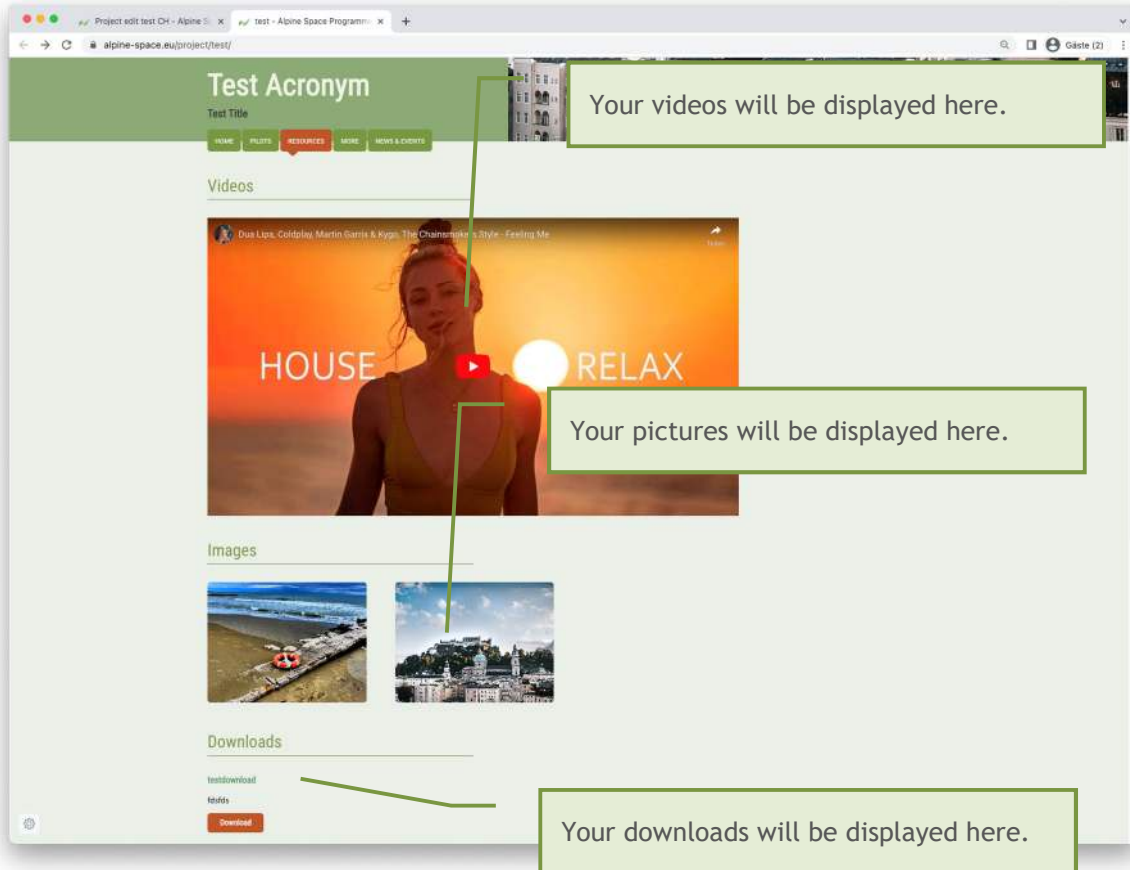 Project edit test CH - Alpine S
test - Alpine Space Programm
alpine-space.eu/project/test/
Gäste (2)
Test Acronym
Test Title
HOME
PILOTS
RESOURCES
MORE
NEWS & EVENTS
Your videos will be displayed here.
Videos
Dua Lipa, Coldplay, Martin Garrix & Kygo, The Chainsmokers Style - Feeling Me
HOUSE
RELAX
Your pictures will be displayed here.
Images
Downloads
testdownload
fdsfds
Download
Your downloads will be displayed here.